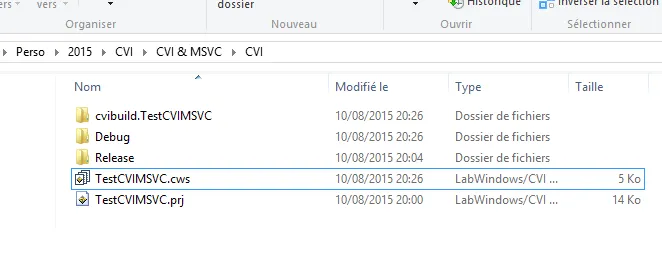 vers vers dossier Historique Inverser la sélection
Organiser Nouveau Ouvrir Sélectionner
Perso 2015 CVI CVI & MSVC CVI
Nom Modifié le Type Taille
cvibuild.TestCVIMSVC 10/08/2015 20:26 Dossier de fichiers
Debug 10/08/2015 20:26 Dossier de fichiers
Release 10/08/2015 20:04 Dossier de fichiers
TestCVIMSVC.cws 10/08/2015 20:26 LabWindows/CVI ... 5 Ko
TestCVIMSVC.prj 10/08/2015 20:00 LabWindows/CVI ... 14 Ko